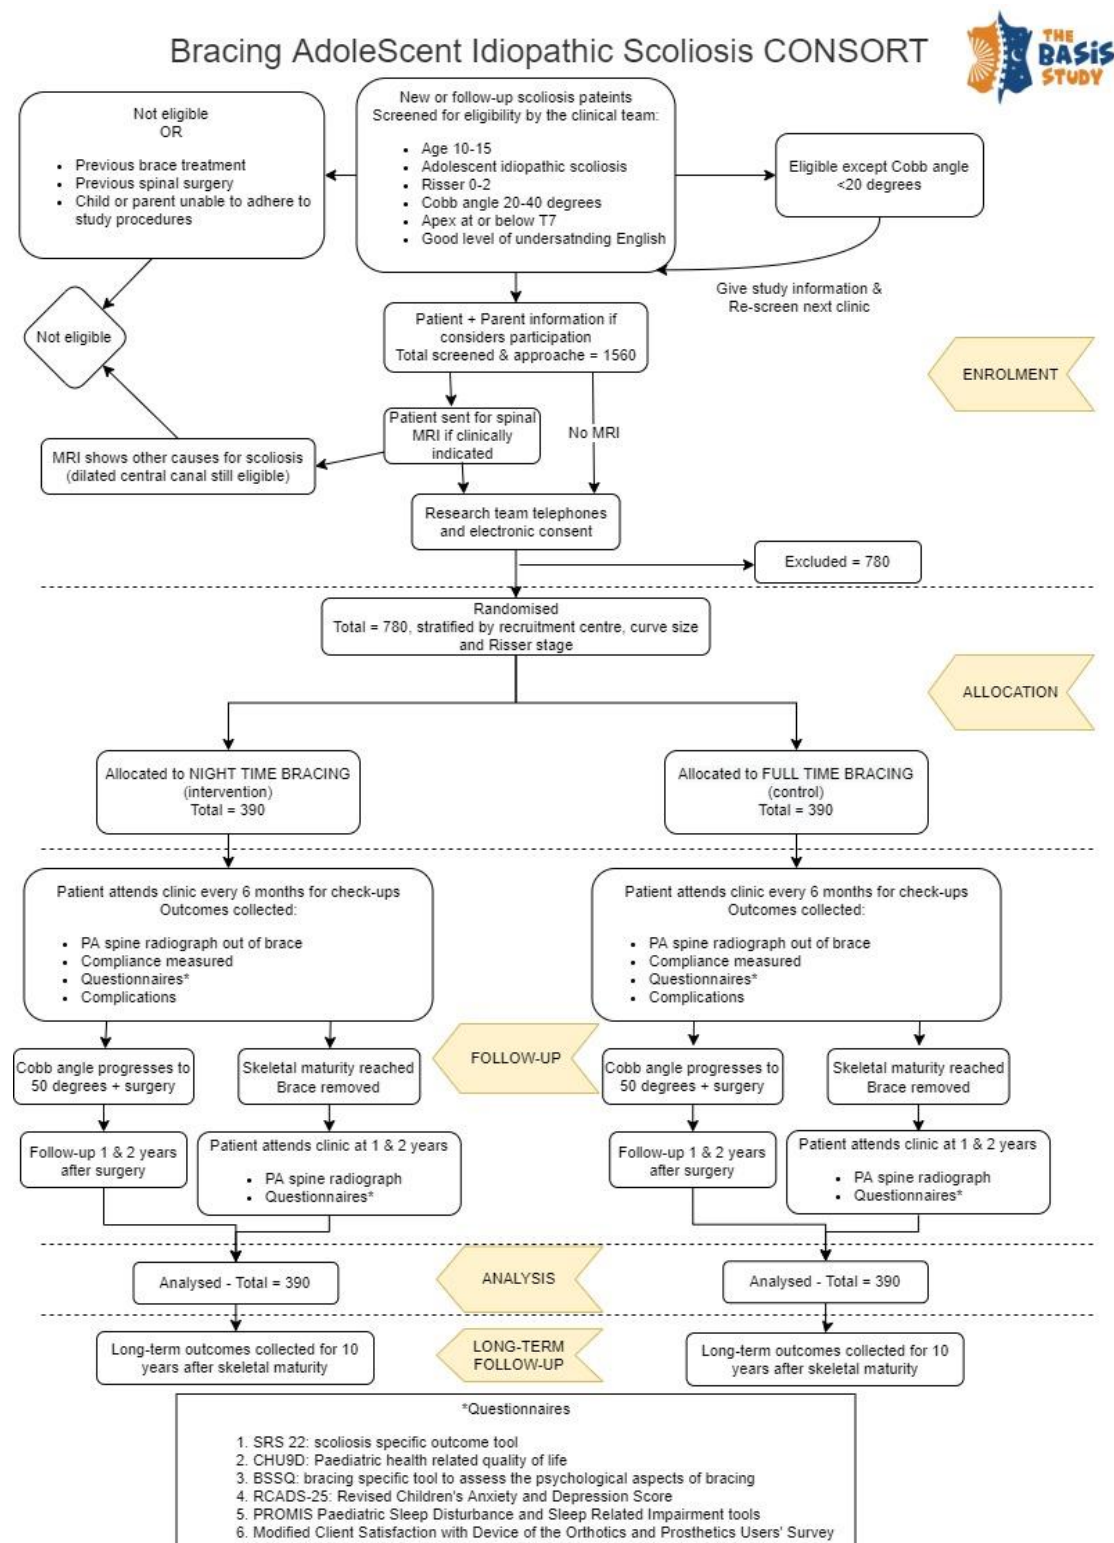 Bracing AdoleScent Idiopathic Scoliosis CONSORT
THE
BASiS
STUDY
Not eligible
OR
• Previous brace treatment
• Previous spinal surgery
• Child or parent unable to adhere to
study procedures
New or follow-up scoliosis pateints
Screened for eligibility by the clinical team:
• Age 10-15
• Adolescent idiopathic scoliosis
• Risser 0-2
• Cobb angle 20-40 degrees
• Apex at or below T7
• Good level of undersatnding English
Eligible except Cobb angle
<20 degrees
Give study information &
Re-screen next clinic
Not eligible
Patient + Parent information if
considers participation
Total screened & approache = 1560
ENROLMENT
Patient sent for spinal
MRI if clinically
indicated
No MRI
MRI shows other causes for scoliosis
(dilated central canal still eligible)
Research team telephones
and electronic consent
Excluded = 780
Randomised
Total = 780, stratified by recruitment centre, curve size
and Risser stage
ALLOCATION
Allocated to NIGHT TIME BRACING
(intervention)
Total = 390
Allocated to FULL TIME BRACING
(control)
Total = 390
Patient attends clinic every 6 months for check-ups
Outcomes collected:
• PA spine radiograph out of brace
• Compliance measured
• Questionnaires*
• Complications
Patient attends clinic every 6 months for check-ups
Outcomes collected:
• PA spine radiograph out of brace
• Compliance measured
• Questionnaires*
• Complications
Cobb angle progresses to
50 degrees + surgery
Skeletal maturity reached
Brace removed
FOLLOW-UP
Cobb angle progresses to
50 degrees + surgery
Skeletal maturity reached
Brace removed
Follow-up 1 & 2 years
after surgery
Patient attends clinic at 1 & 2 years
• PA spine radiograph
• Questionnaires*
Follow-up 1 & 2 years
after surgery
Patient attends clinic at 1 & 2 years
• PA spine radiograph
• Questionnaires*
Analysed - Total = 390
ANALYSIS
Analysed - Total = 390
Long-term outcomes collected for 10
years after skeletal maturity
LONG-TERM
FOLLOW-UP
Long-term outcomes collected for 10
years after skeletal maturity
*Questionnaires
1. SRS 22: scoliosis specific outcome tool
2. CHU9D: Paediatric health related quality of life
3. BSSQ: bracing specific tool to assess the psychological aspects of bracing
4. RCADS-25: Revised Children's Anxiety and Depression Score
5. PROMIS Paediatric Sleep Disturbance and Sleep Related Impairment tools
6. Modified Client Satisfaction with Device of the Orthotics and Prosthetics Users' Survey